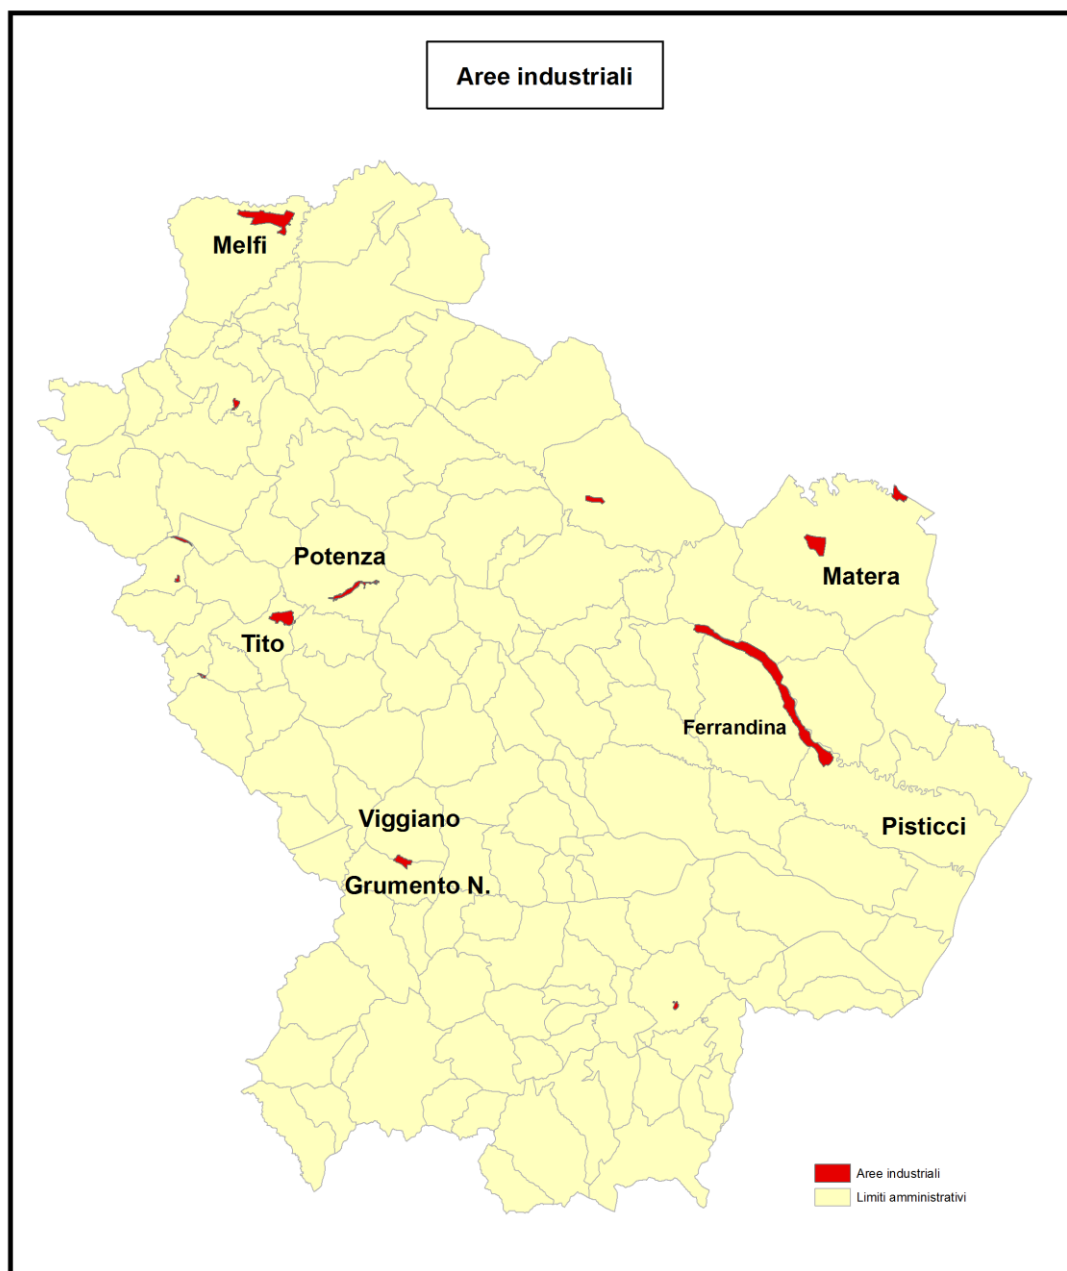 Aree industriali
Melfi
Potenza
Matera
Tito
Ferrandina
Viggiano
Pisticci
Grumento N.
Aree industriali
Limiti amministrativi